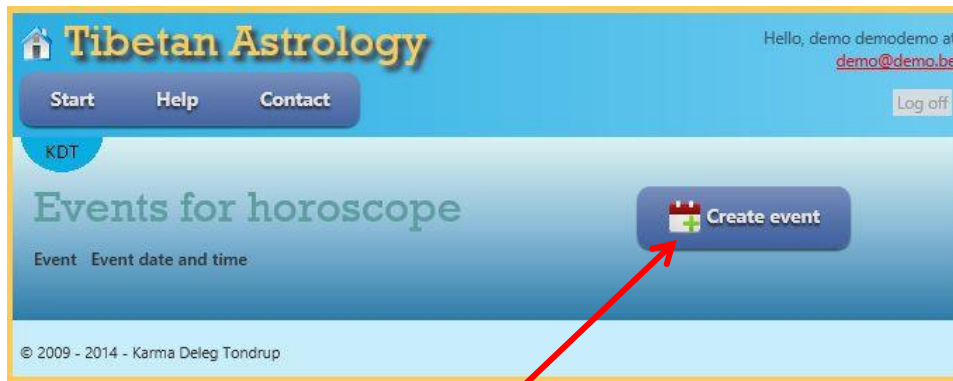 Tibetan Astrology
Hello, demo demodemo at
demo@demo.be
Start Help Contact
Log off
KDT
Events for horoscope
Create event
Event Event date and time
© 2009 - 2014 - Karma Deleg Tondrup